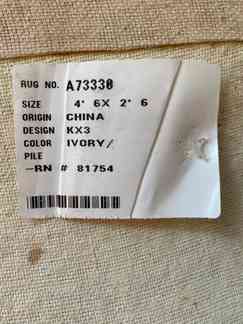 RUG NO. A73330
SIZE 4' 6X 2' 6
ORIGIN CHINA
DESIGN KX3
COLOR IVORY/
PILE
-RN # 81754